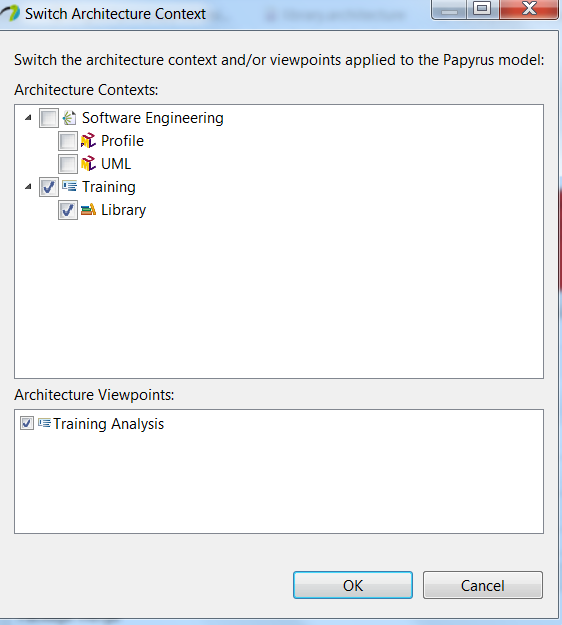 Switch Architecture Context
Switch the architecture context and/or viewpoints applied to the Papyrus model:
Architecture Contexts:
Software Engineering
Profile
UML
Training
Library
Architecture Viewpoints:
Training Analysis
OK
Cancel